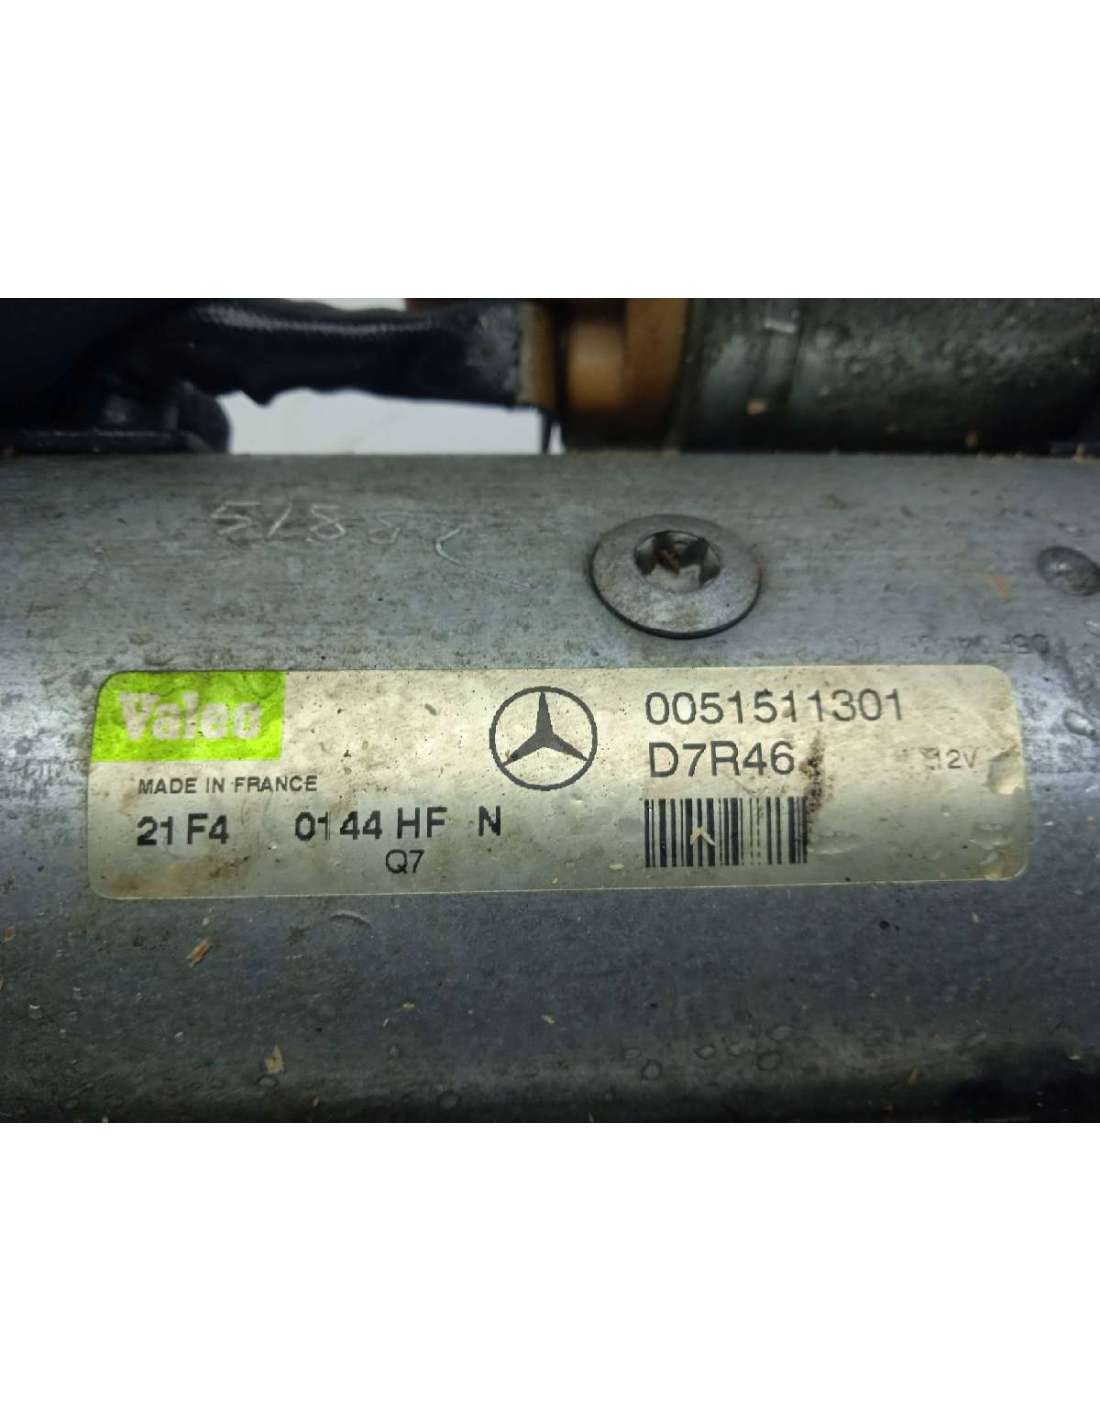 Valeo
MADE IN FRANCE
21 F4 0144 HF N
Q7
0051511301
D7R46 12V